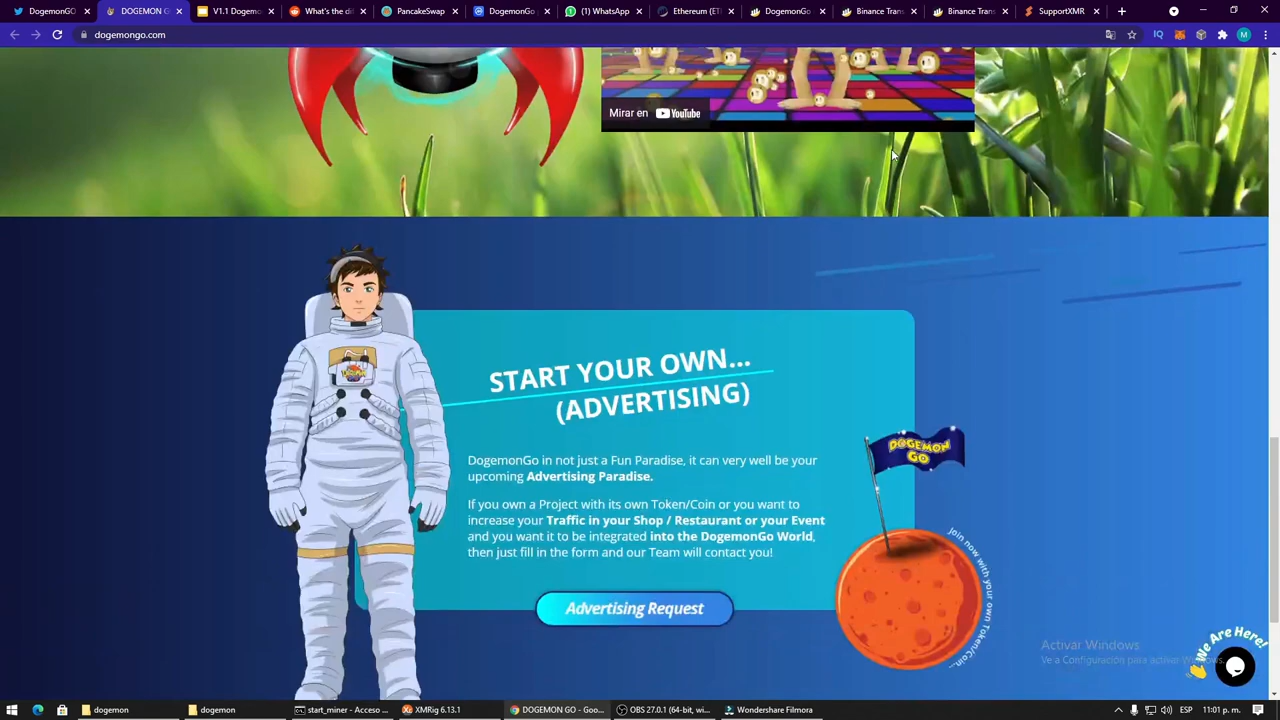 DogemonGO
DOGEMON G
V1.1 Dogem
What's the di
PancakeSwap
DogemonGo
(1) WhatsApp
Ethereum (ET
DogemonGo
Binance Tran
Binance Tran
SupportXMR
dogemongo.com
IQ
M
Mirar en YouTube
START YOUR OWN...
(ADVERTISING)
DogemonGo in not just a Fun Paradise, it can very well be your
upcoming Advertising Paradise.
If you own a Project with its own Token/Coin or you want to
increase your Traffic in your Shop / Restaurant or your Event
and you want it to be integrated into the DogemonGo World,
then just fill in the form and our Team will contact you!
Advertising Request
DOGEMON
GO
Join now with your own Token/Coin...
We Are Here!
Activar Windows
Ve a Configuración para activar Windows.
dogemon
dogemon
start_miner - Acceso ...
XMRig 6.13.1
DOGEMON GO - Goo...
OBS 27.0.1 (64-bit, wi...
Wondershare Filmora
ESP
11:01 p. m.